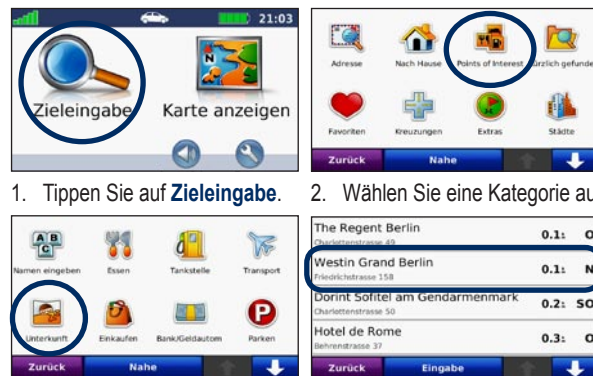 21:03
Zieleingabe
Karte anzeigen
Adresse
Nach Hause
Points of Interest
ürzlich gefunde
Favoriten
Kreuzungen
Extras
Städte
Zurück
Nahe
1. Tippen Sie auf Zieleingabe.
2. Wählen Sie eine Kategorie au
Namen eingeben
Essen
Tankstelle
Transport
Unterkunft
Einkaufen
Bank/Geldautom
Parken
Zurück
Nahe
The Regent Berlin 0.1: O
Charlottenstrasse 49
Westin Grand Berlin 0.1: N
Friedrichstrasse 158
Dorint Sofitel am Gendarmenmark 0.2: SO
Charlottenstrasse 50
Hotel de Rome 0.3: O
Behrenstrasse 37
Zurück
Eingabe